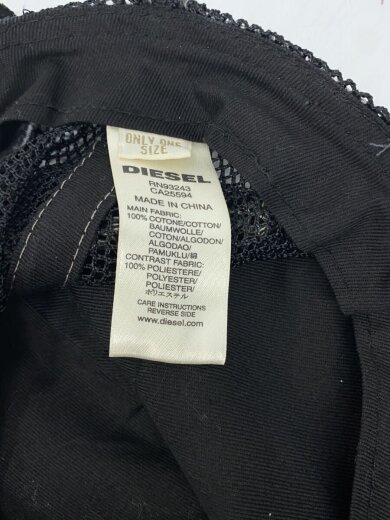 ONLY ONE
SIZE
DIESEL
RN93243
CA25594
MADE IN CHINA
MAIN FABRIC:
100% COTONE/COTTON/
BAUMWOLLE/
COTON/ALGODON/
ALGODAO/
PAMUKLU/綿
CONTRAST FABRIC:
100% POLIESTERE/
POLYESTER/
POLIESTER/
ポリエステル
CARE INSTRUCTIONS
REVERSE SIDE
www.diesel.com